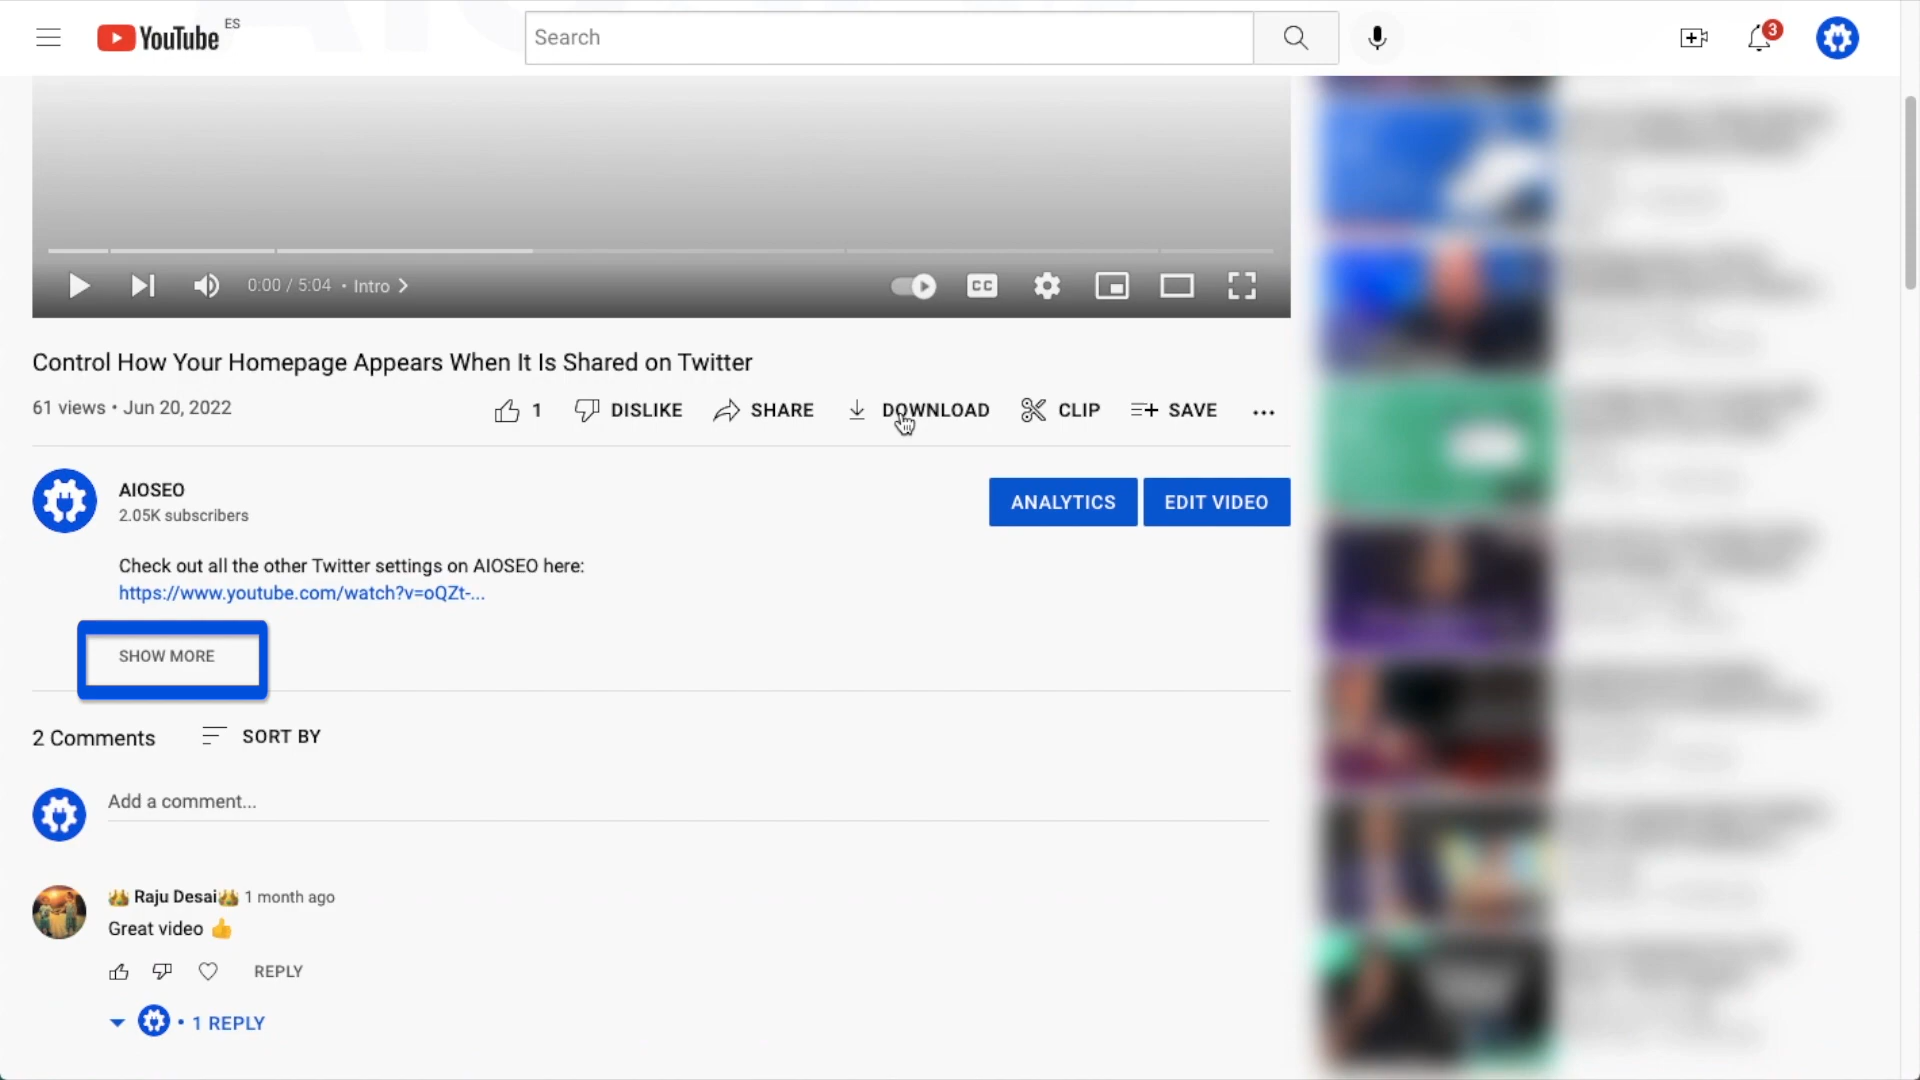 YouTube ES
Search
3
0:00 / 5:04 • Intro
CC
Control How Your Homepage Appears When It Is Shared on Twitter
61 views • Jun 20, 2022
1 DISLIKE SHARE DOWNLOAD CLIP SAVE
AIOSEO
2.05K subscribers
ANALYTICS EDIT VIDEO
Check out all the other Twitter settings on AIOSEO here:
https://www.youtube.com/watch?v=oQZt-...
SHOW MORE
2 Comments SORT BY
Add a comment...
👑Raju Desai👑 1 month ago
Great video 👍
REPLY
• 1 REPLY